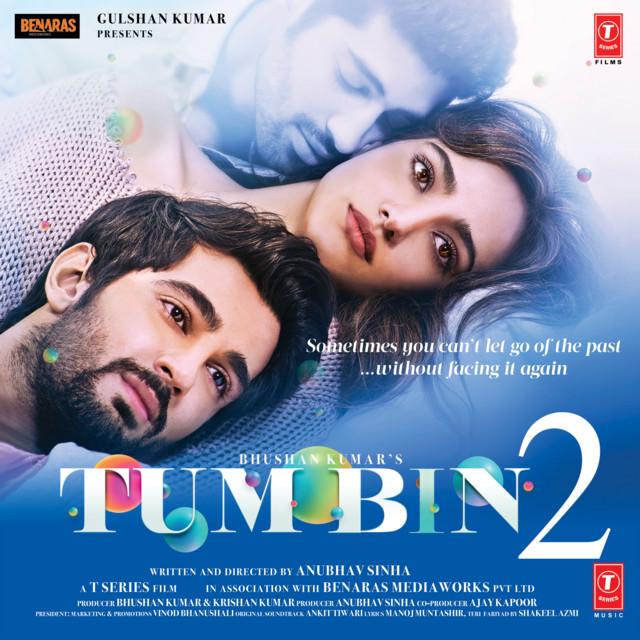 BENARAS
GULSHAN KUMAR
PRESENTS
T
SERIES
FILMS
Sometimes you can't let go of the past
...without facing it again
BHUSHAN KUMAR'S
TUM BIN 2
WRITTEN AND DIRECTED BY ANUBHAV SINHA
A T SERIES FILM IN ASSOCIATION WITH BENARAS MEDIAWORKS PVT LTD
PRODUCER BHUSHAN KUMAR & KRISHAN KUMAR PRODUCER ANUBHAV SINHA CO-PRODUCER AJAY KAPOOR
PRESIDENT: MARKETING & PROMOTIONS VINOD BHANUSHALI ORIGINAL SOUNDTRACK ANKIT TIWARI LYRICS MANOJ MUNTASHIR, TERI FARIYAD BY SHAKEEL AZMI
T
SERIES
MUSIC